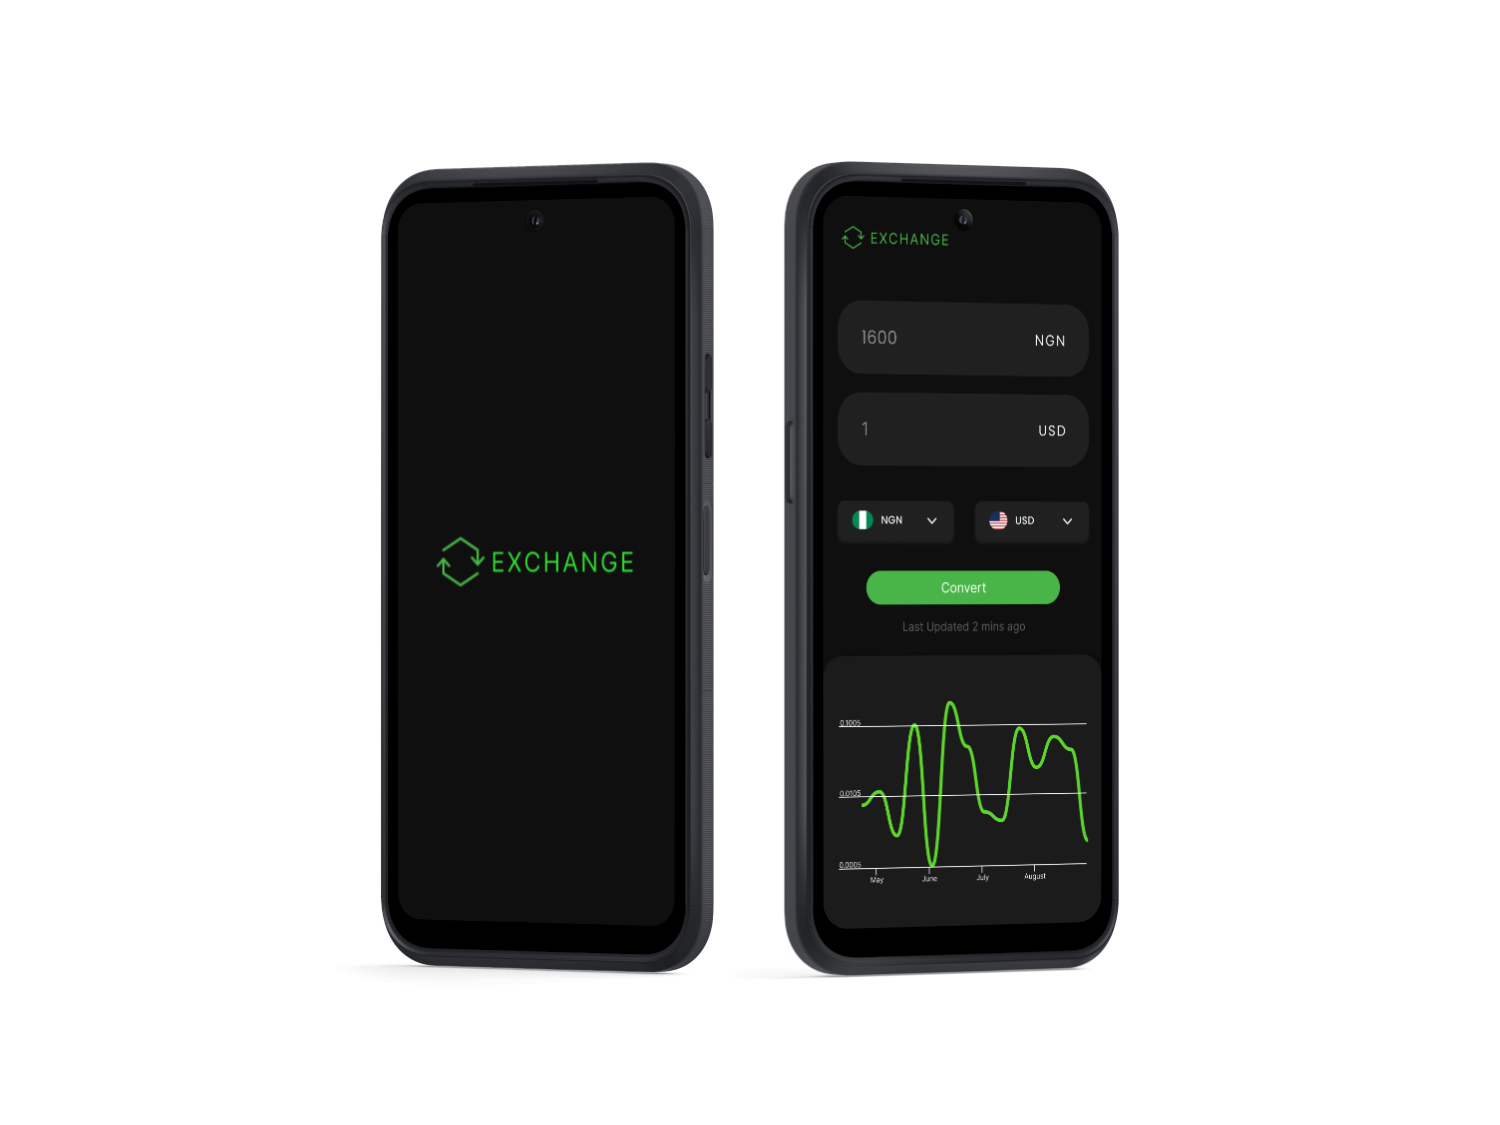 EXCHANGE
EXCHANGE
1600 NGN
1 USD
NGN USD
Convert
Last Updated 2 mins ago
0.1005
0.0105
0.0005
May June July August